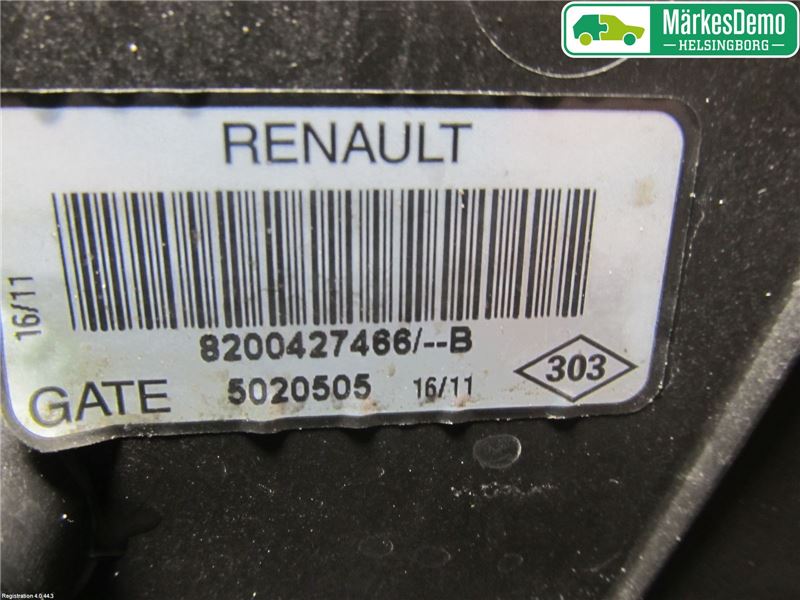 MärkesDemo
HELSINGBORG
RENAULT
16/11
8200427466/--B
GATE 5020505 16/11 303
Registration 4.0.44.3